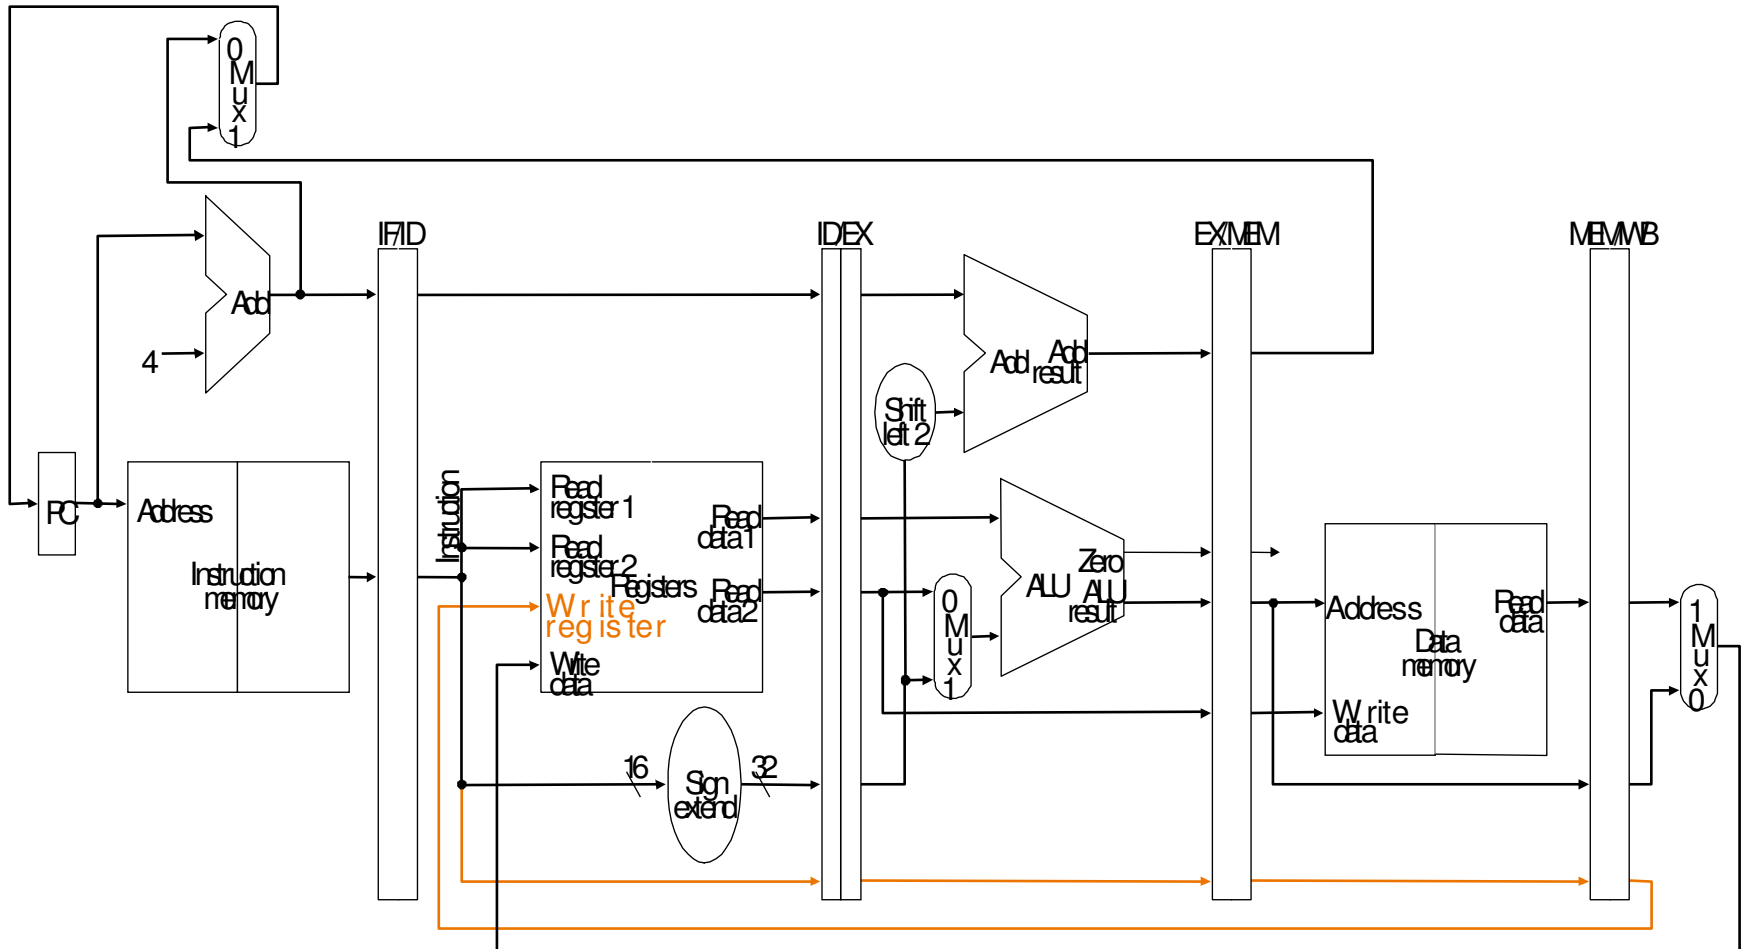 0
M
u
x
1
IF/ID
ID/EX
EX/MEM
MEM/WB
Add
4
Add
Add
result
Shift
left 2
PC
Address
Instruction
memory
Instruction
Read
register 1
Read
register 2
Registers
Write
register
Write
data
Read
data 1
Read
data 2
0
M
u
x
1
Zero
ALU
ALU
result
Address
Data
memory
Write
data
Read
data
1
M
u
x
0
16
Sign
extend
32